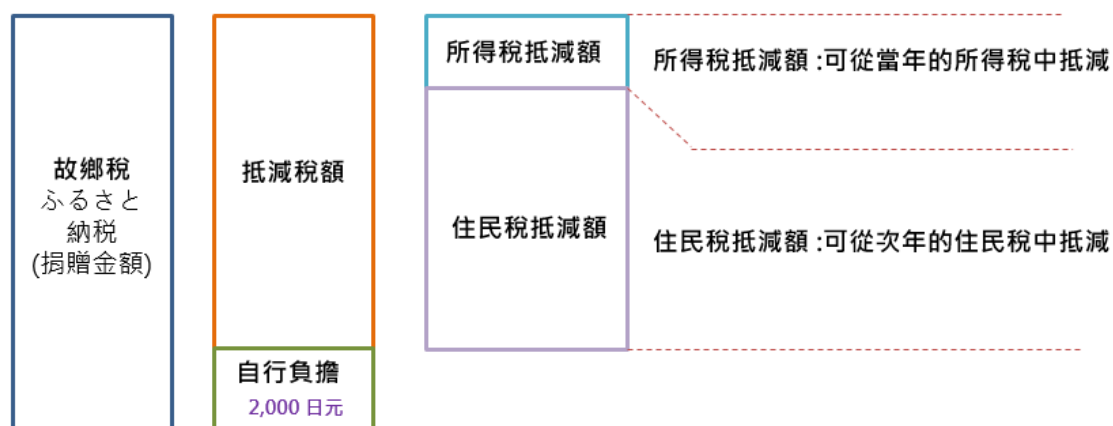 故鄉稅
ふるさと
納税
(捐贈金額)
抵減稅額
自行負擔
2,000 日元
所得稅抵減額
住民稅抵減額
所得稅抵減額 :可從當年的所得稅中抵減
住民稅抵減額 :可從次年的住民稅中抵減